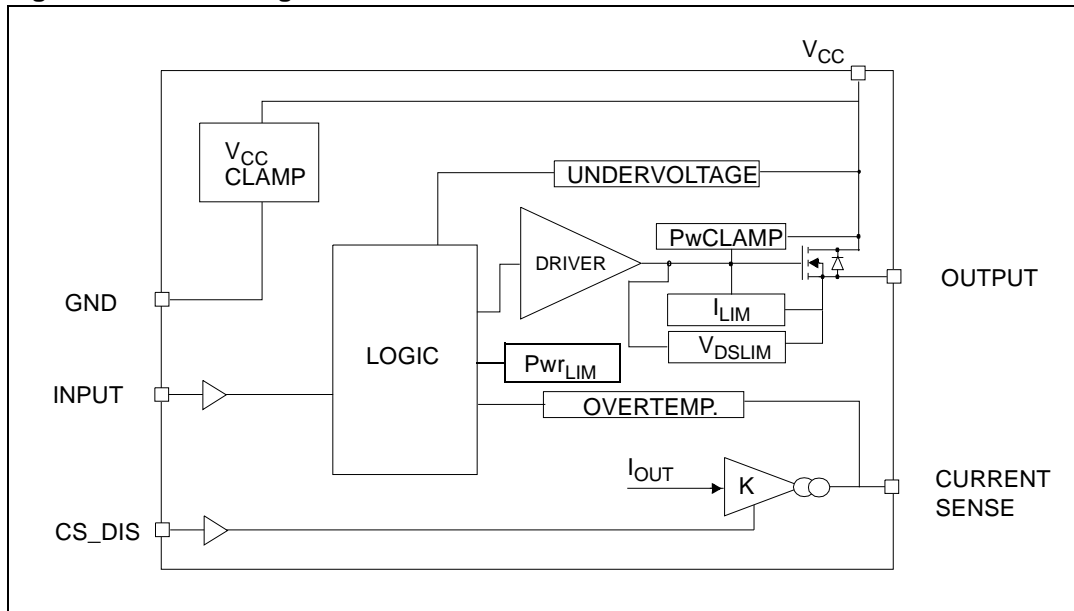 V_CC
V_CC
CLAMP
UNDERVOLTAGE
PwCLAMP
DRIVER
OUTPUT
GND
I_LIM
V_DSLIM
LOGIC
Pwr_LIM
INPUT
OVERTEMP.
I_OUT
K
CURRENT
SENSE
CS_DIS